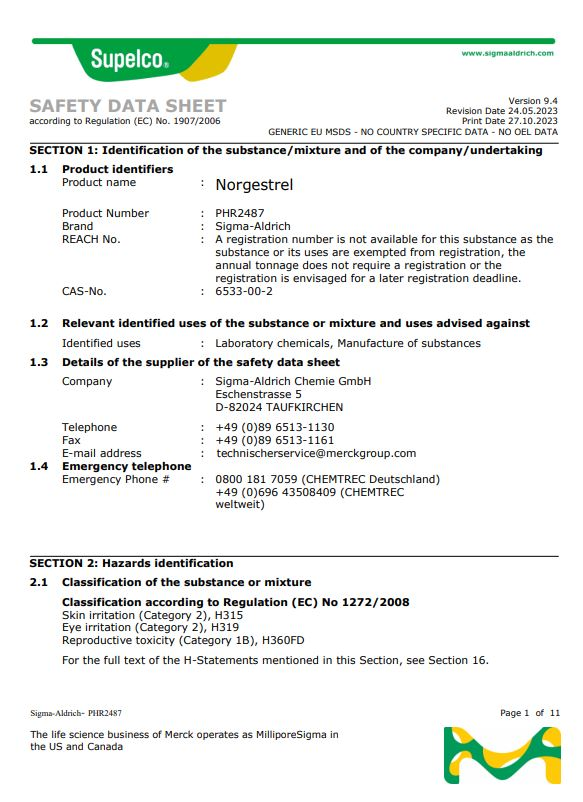 Supelco®
www.sigmaaldrich.com
SAFETY DATA SHEET
according to Regulation (EC) No. 1907/2006
Version 9.4
Revision Date 24.05.2023
Print Date 27.10.2023
GENERIC EU MSDS - NO COUNTRY SPECIFIC DATA - NO OEL DATA
SECTION 1: Identification of the substance/mixture and of the company/undertaking
1.1 Product identifiers
Product name : Norgestrel
Product Number : PHR2487
Brand : Sigma-Aldrich
REACH No. : A registration number is not available for this substance as the
substance or its uses are exempted from registration, the
annual tonnage does not require a registration or the
registration is envisaged for a later registration deadline.
CAS-No. : 6533-00-2
1.2 Relevant identified uses of the substance or mixture and uses advised against
Identified uses : Laboratory chemicals, Manufacture of substances
1.3 Details of the supplier of the safety data sheet
Company : Sigma-Aldrich Chemie GmbH
Eschenstrasse 5
D-82024 TAUFKIRCHEN
Telephone : +49 (0)89 6513-1130
Fax : +49 (0)89 6513-1161
E-mail address : technischerservice@merckgroup.com
1.4 Emergency telephone
Emergency Phone # : 0800 181 7059 (CHEMTREC Deutschland)
+49 (0)696 43508409 (CHEMTREC
weltweit)
SECTION 2: Hazards identification
2.1 Classification of the substance or mixture
Classification according to Regulation (EC) No 1272/2008
Skin irritation (Category 2), H315
Eye irritation (Category 2), H319
Reproductive toxicity (Category 1B), H360FD
For the full text of the H-Statements mentioned in this Section, see Section 16.
Sigma-Aldrich- PHR2487
Page 1 of 11
The life science business of Merck operates as MilliporeSigma in
the US and Canada